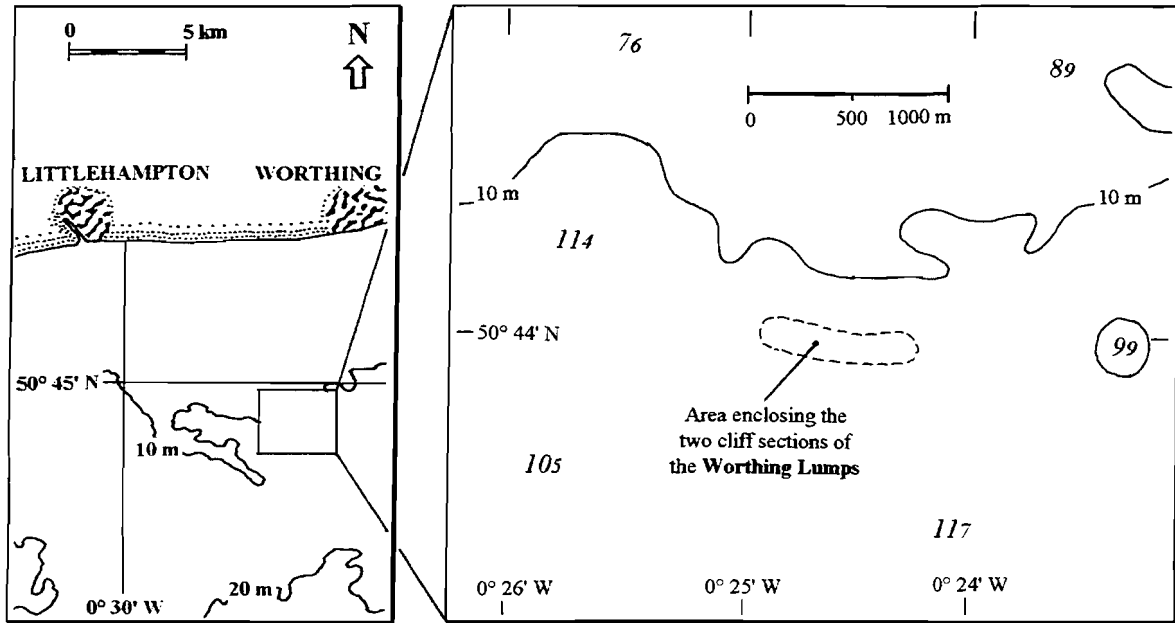 0 5 km
N
LITTLEHAMPTON WORTHING
50° 45' N
10 m
20 m
0° 30' W
7₆
8₉
0 500 1000 m
10 m
10 m
11₄
50° 44' N
9₉
Area enclosing the
two cliff sections of
the Worthing Lumps
10₅
11₇
0° 26' W 0° 25' W 0° 24' W